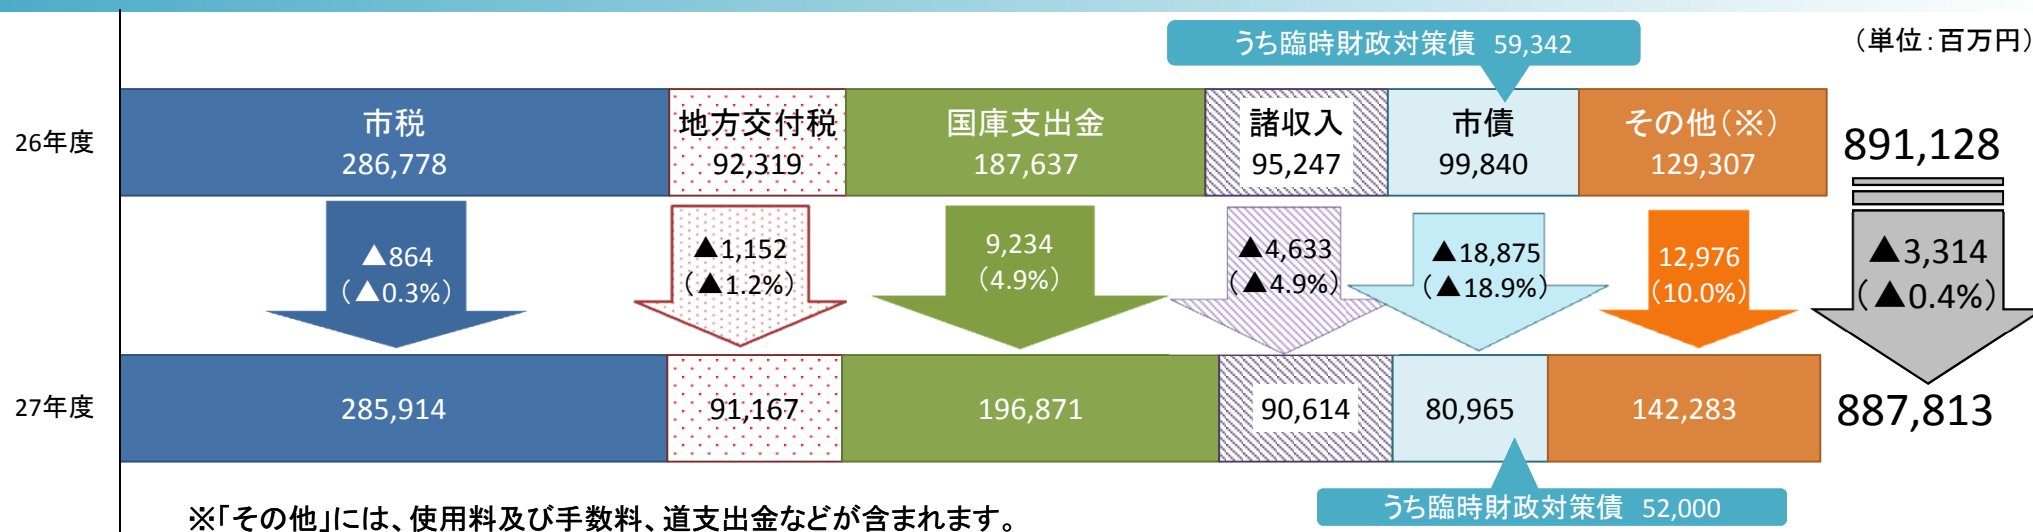 うち臨時財政対策債 59,342
（単位：百万円）
26年度
市税
286,778
地方交付税
92,319
国庫支出金
187,637
諸収入
95,247
市債
99,840
その他（※）
129,307
891,128
▲864
（▲0.3%）
▲1,152
（▲1.2%）
9,234
（4.9%）
▲4,633
（▲4.9%）
▲18,875
（▲18.9%）
12,976
（10.0%）
▲3,314
（▲0.4%）
27年度
285,914
91,167
196,871
90,614
80,965
142,283
887,813
うち臨時財政対策債 52,000
※「その他」には、使用料及び手数料、道支出金などが含まれます。